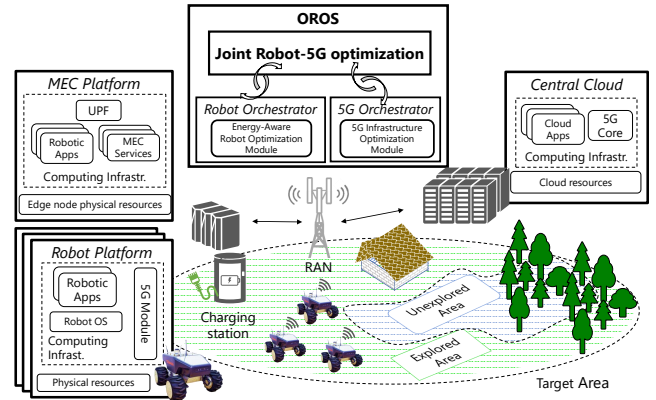 OROS
Joint Robot-5G optimization
Robot Orchestrator
Energy-Aware
Robot Optimization
Module
5G Orchestrator
5G Infrastructure
Optimization
Module
MEC Platform
UPF
Robotic
Apps
MEC
Services
Computing Infrastr.
Edge node physical resources
Central Cloud
Cloud
Apps
5G
Core
Computing Infrastr.
Cloud resources
Robot Platform
Robotic
Apps
Robot OS
Computing
Infrast.
5G Module
Physical resources
RAN
Charging
station
Unexplored
Area
Explored
Area
Target Area